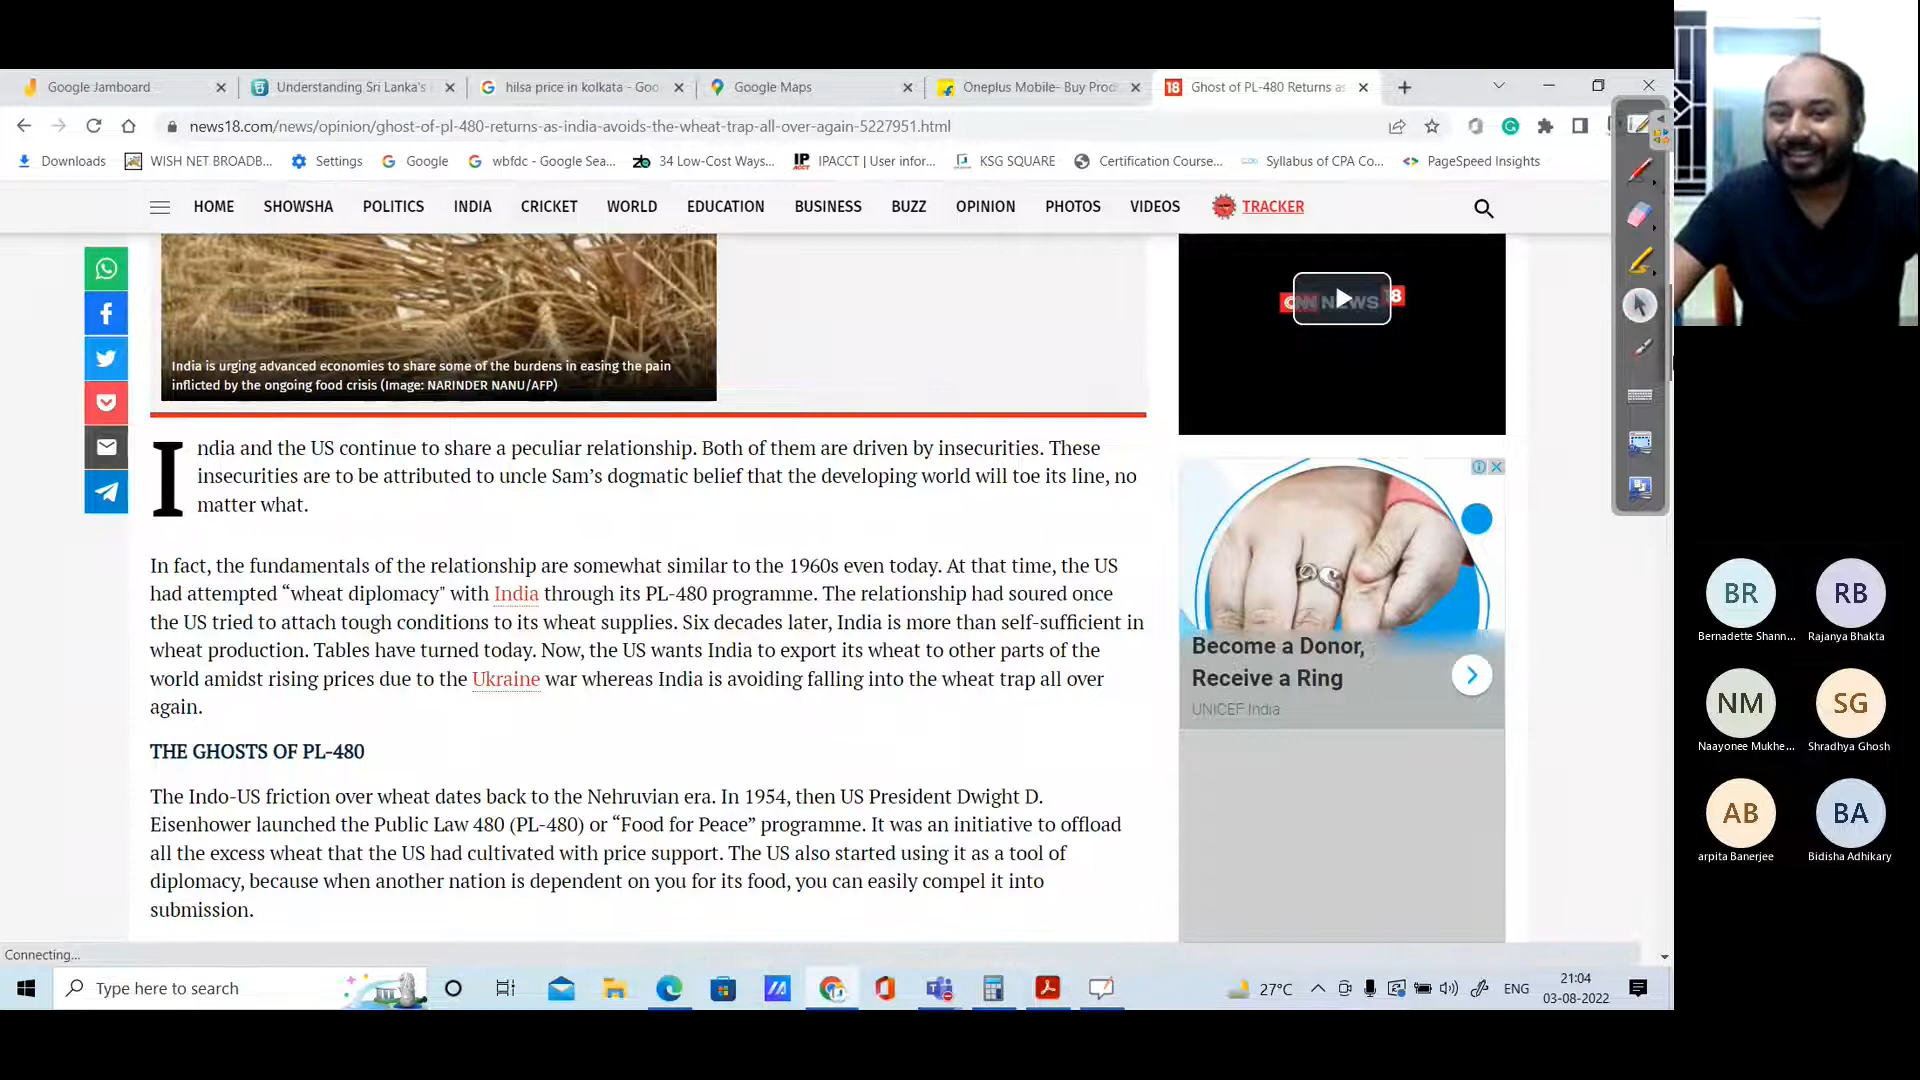 Google Jamboard
Understanding Sri Lanka's
hilsa price in kolkata - Goo
Google Maps
Oneplus Mobile- Buy Proc
18 Ghost of PL-480 Returns as
news18.com/news/opinion/ghost-of-pl-480-returns-as-india-avoids-the-wheat-trap-all-over-again-5227951.html
Downloads
WISH NET BROADB...
Settings
Google
wbfdc - Google Sea...
34 Low-Cost Ways...
IPACCT | User infor...
KSG SQUARE
Certification Course...
Syllabus of CPA Co...
PageSpeed Insights
HOME SHOWSHA POLITICS INDIA CRICKET WORLD EDUCATION BUSINESS BUZZ OPINION PHOTOS VIDEOS TRACKER
India is urging advanced economies to share some of the burdens in easing the pain
inflicted by the ongoing food crisis (Image: NARINDER NANU/AFP)
India and the US continue to share a peculiar relationship. Both of them are driven by insecurities. These
insecurities are to be attributed to uncle Sam’s dogmatic belief that the developing world will toe its line, no
matter what.
In fact, the fundamentals of the relationship are somewhat similar to the 1960s even today. At that time, the US
had attempted “wheat diplomacy" with India through its PL-480 programme. The relationship had soured once
the US tried to attach tough conditions to its wheat supplies. Six decades later, India is more than self-sufficient in
wheat production. Tables have turned today. Now, the US wants India to export its wheat to other parts of the
world amidst rising prices due to the Ukraine war whereas India is avoiding falling into the wheat trap all over
again.
THE GHOSTS OF PL-480
The Indo-US friction over wheat dates back to the Nehruvian era. In 1954, then US President Dwight D.
Eisenhower launched the Public Law 480 (PL-480) or “Food for Peace” programme. It was an initiative to offload
all the excess wheat that the US had cultivated with price support. The US also started using it as a tool of
diplomacy, because when another nation is dependent on you for its food, you can easily compel it into
submission.
CNN NEWS 18
Become a Donor,
Receive a Ring
UNICEF India
BR
Bernadette Shann...
RB
Rajanya Bhakta
NM
Naayonee Mukhe...
SG
Shradhya Ghosh
AB
arpita Banerjee
BA
Bidisha Adhikary
Connecting...
Type here to search
27°C
ENG
21:04
03-08-2022